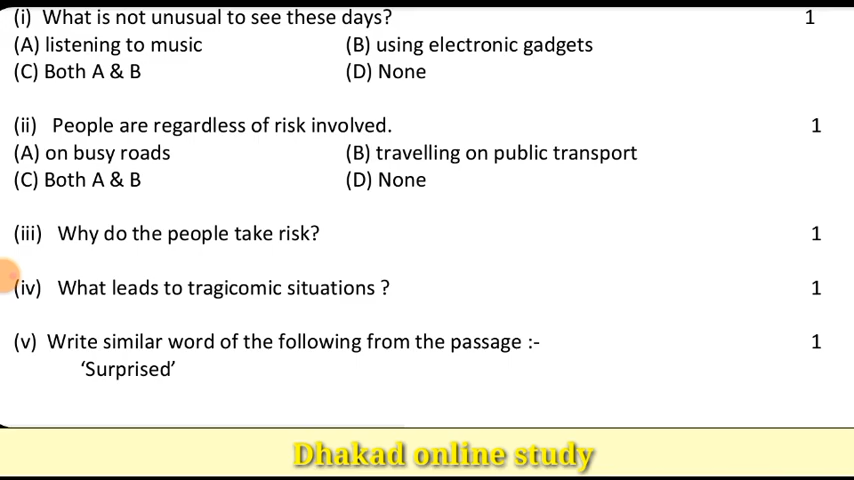 (i) What is not unusual to see these days? 1
(A) listening to music (B) using electronic gadgets
(C) Both A & B (D) None
(ii) People are regardless of risk involved. 1
(A) on busy roads (B) travelling on public transport
(C) Both A & B (D) None
(iii) Why do the people take risk? 1
(iv) What leads to tragicomic situations ? 1
(v) Write similar word of the following from the passage :- 1
‘Surprised’
Dhakad online study